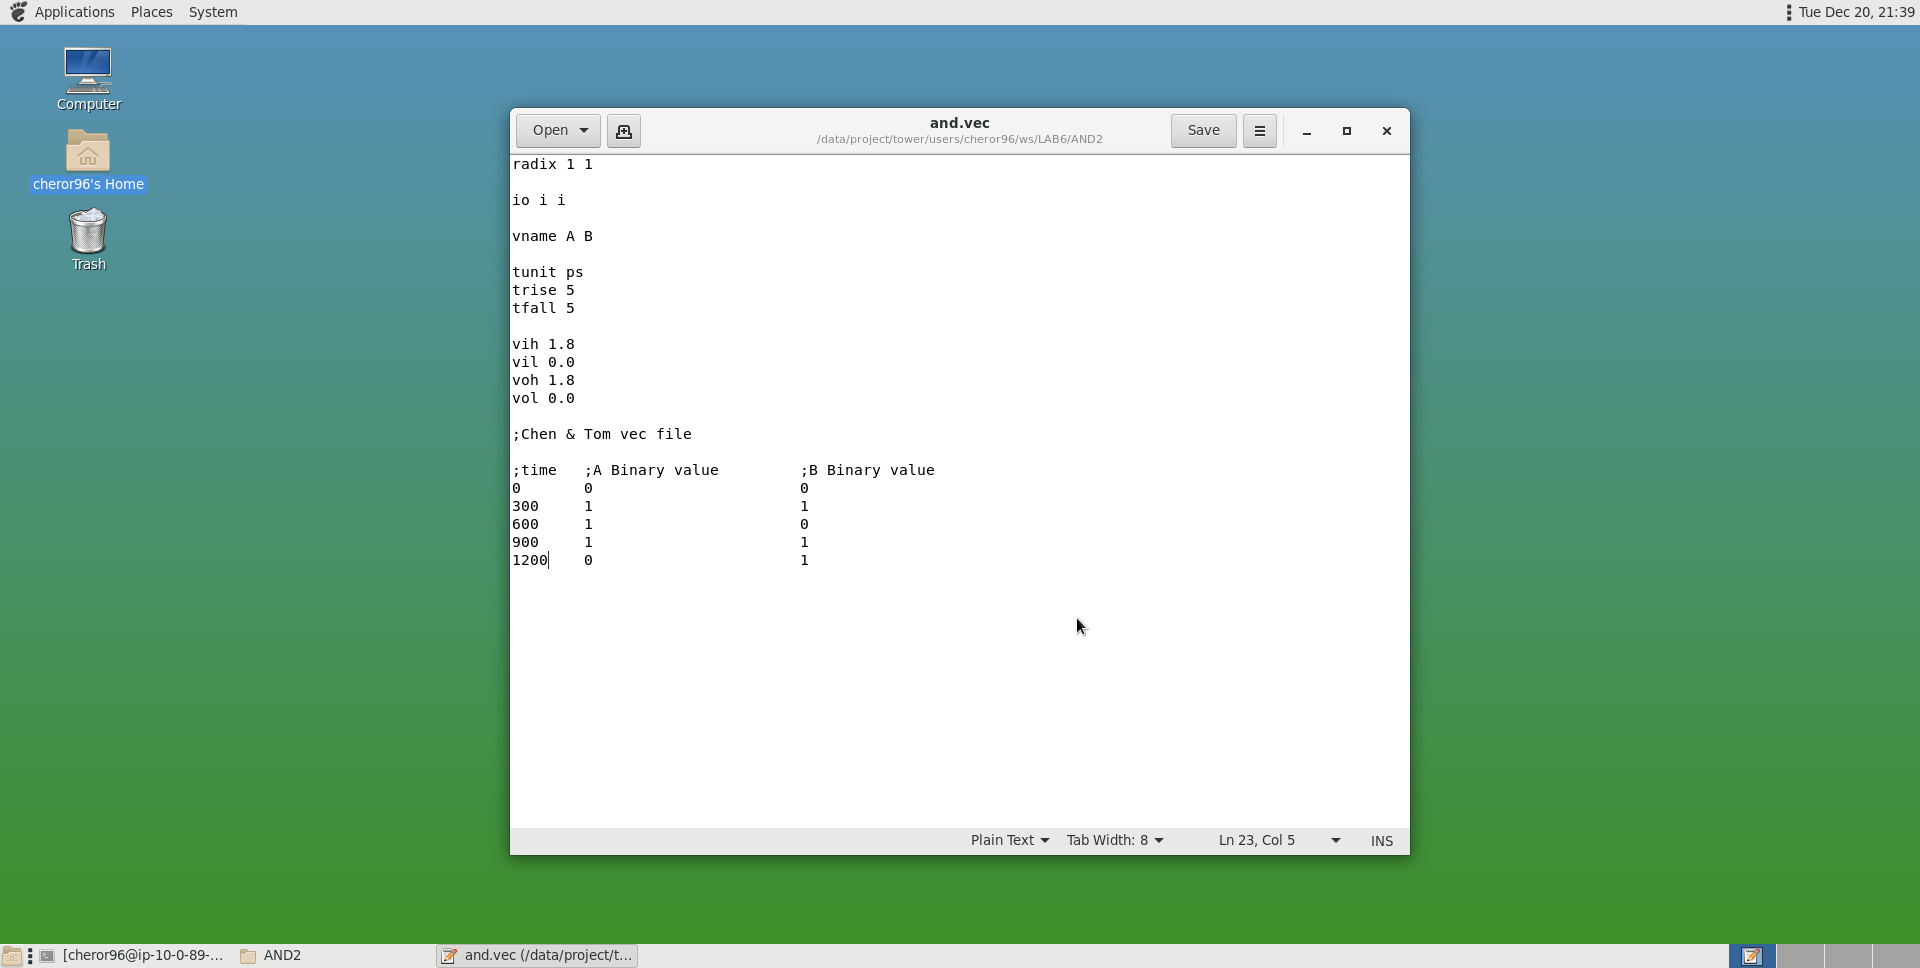 Applications Places System
Tue Dec 20, 21:39
Computer
cheror96's Home
Trash
Open
and.vec
/data/project/tower/users/cheror96/ws/LAB6/AND2
Save
radix 1 1
io i i
vname A B
tunit ps
trise 5
tfall 5
vih 1.8
vil 0.0
voh 1.8
vol 0.0
;Chen & Tom vec file
;time ;A Binary value ;B Binary value
0 0 0
300 1 1
600 1 0
900 1 1
1200 0 1
Plain Text Tab Width: 8 Ln 23, Col 5 INS
[cheror96@ip-10-0-89-... AND2 and.vec (/data/project/t...